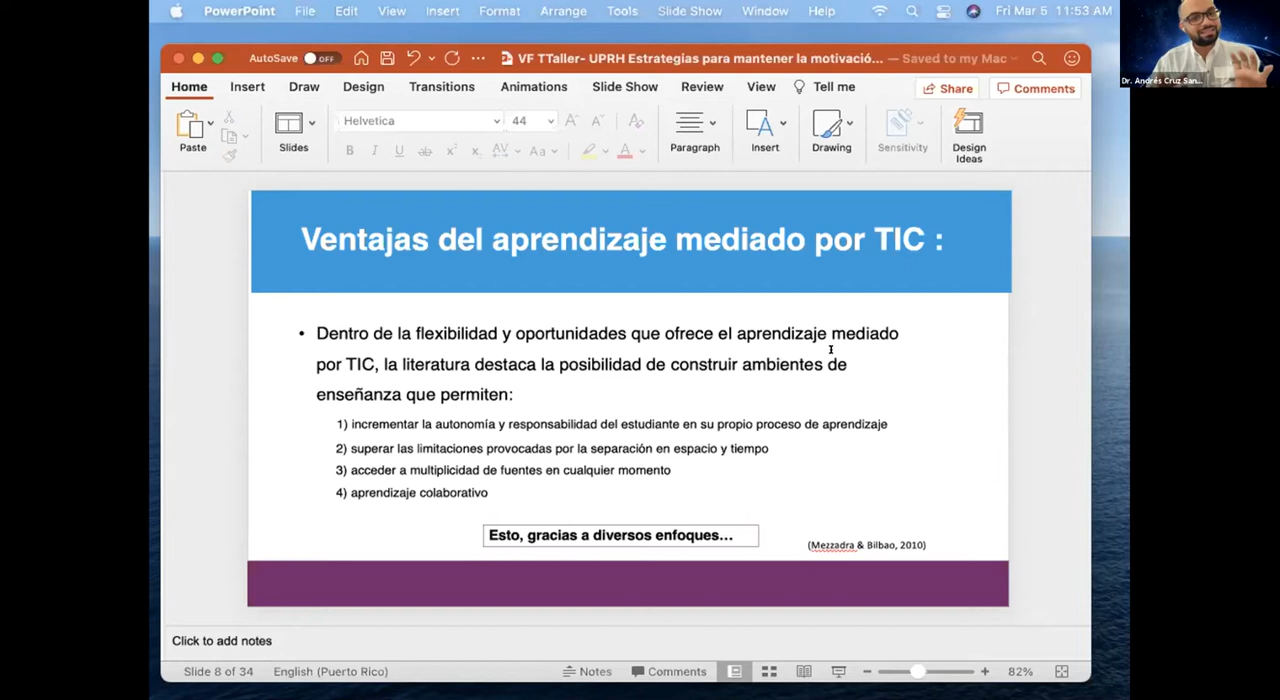 PowerPoint File Edit View Insert Format Arrange Tools Slide Show Window Help Fri Mar 5 11:53 AM
Dr. Andrés Cruz San...
AutoSave OFF VF TTaller- UPRH Estrategias para mantener la motivació... — Saved to my Mac
Home Insert Draw Design Transitions Animations Slide Show Review View Tell me Share Comments
Helvetica 44
Paste Slides Paragraph Insert Drawing Sensitivity Design
Ideas
Ventajas del aprendizaje mediado por TIC :
• Dentro de la flexibilidad y oportunidades que ofrece el aprendizaje mediado
por TIC, la literatura destaca la posibilidad de construir ambientes de
enseñanza que permiten:
1) incrementar la autonomía y responsabilidad del estudiante en su propio proceso de aprendizaje
2) superar las limitaciones provocadas por la separación en espacio y tiempo
3) acceder a multiplicidad de fuentes en cualquier momento
4) aprendizaje colaborativo
Esto, gracias a diversos enfoques...
(Mezzadra & Bilbao, 2010)
Click to add notes
Slide 8 of 34 English (Puerto Rico) Notes Comments 82%